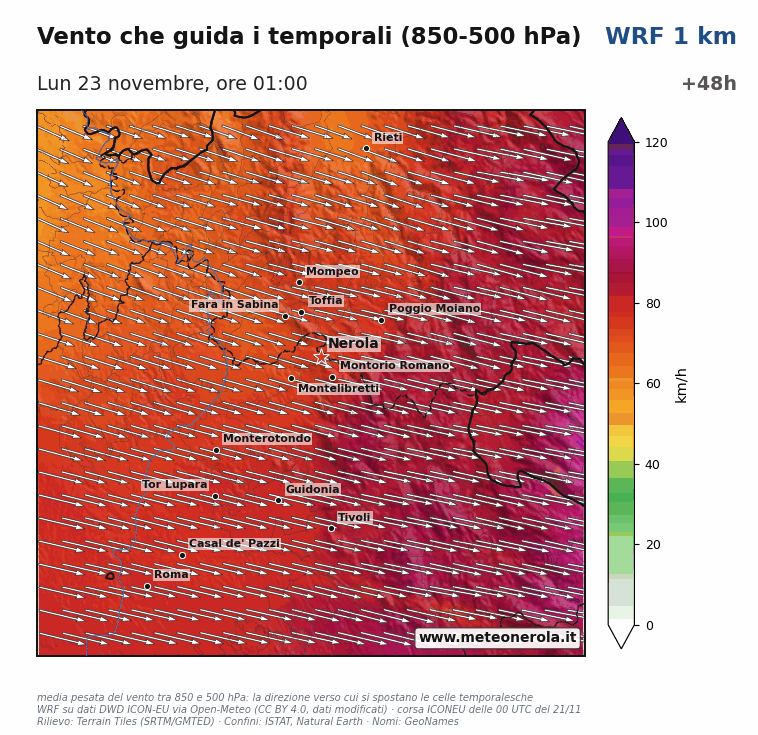 Vento che guida i temporali (850-500 hPa) WRF 1 km
Lun 23 novembre, ore 01:00 +48h
Rieti
Mompeo
Fara in Sabina Toffia
Poggio Moiano
Nerola
Montorio Romano
Montelibretti
Monterotondo
Tor Lupara Guidonia
Tivoli
Casal de' Pazzi
Roma
www.meteonerola.it
120
100
80
60
40
20
0
km/h
media pesata del vento tra 850 e 500 hPa: la direzione verso cui si spostano le celle temporalesche
WRF su dati DWD ICON-EU via Open-Meteo (CC BY 4.0, dati modificati) · corsa ICONEU delle 00 UTC del 21/11
Rilievo: Terrain Tiles (SRTM/GMTED) · Confini: ISTAT, Natural Earth · Nomi: GeoNames